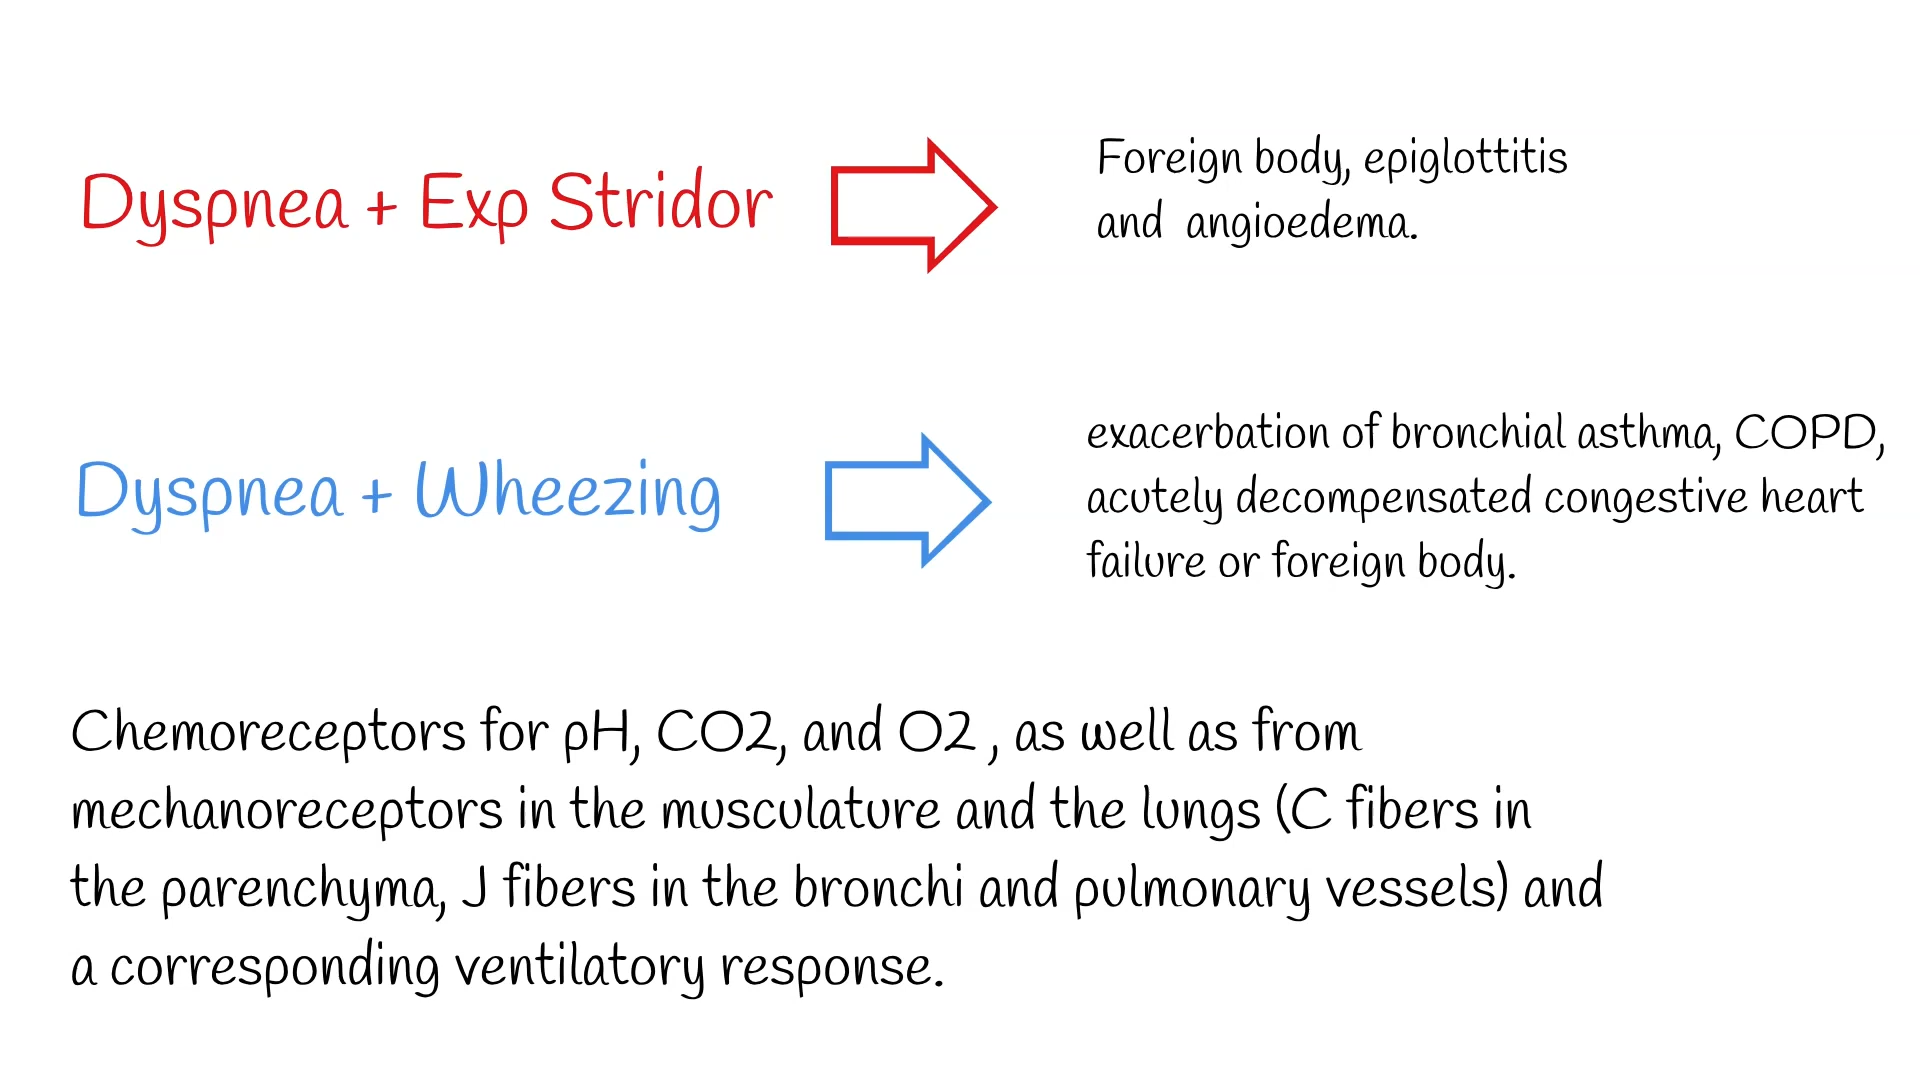 Dyspnea + Exp Stridor
Foreign body, epiglottitis
and angioedema.
Dyspnea + Wheezing
exacerbation of bronchial asthma, COPD,
acutely decompensated congestive heart
failure or foreign body.
Chemoreceptors for pH, CO2, and O2 , as well as from
mechanoreceptors in the musculature and the lungs (C fibers in
the parenchyma, J fibers in the bronchi and pulmonary vessels) and
a corresponding ventilatory response.